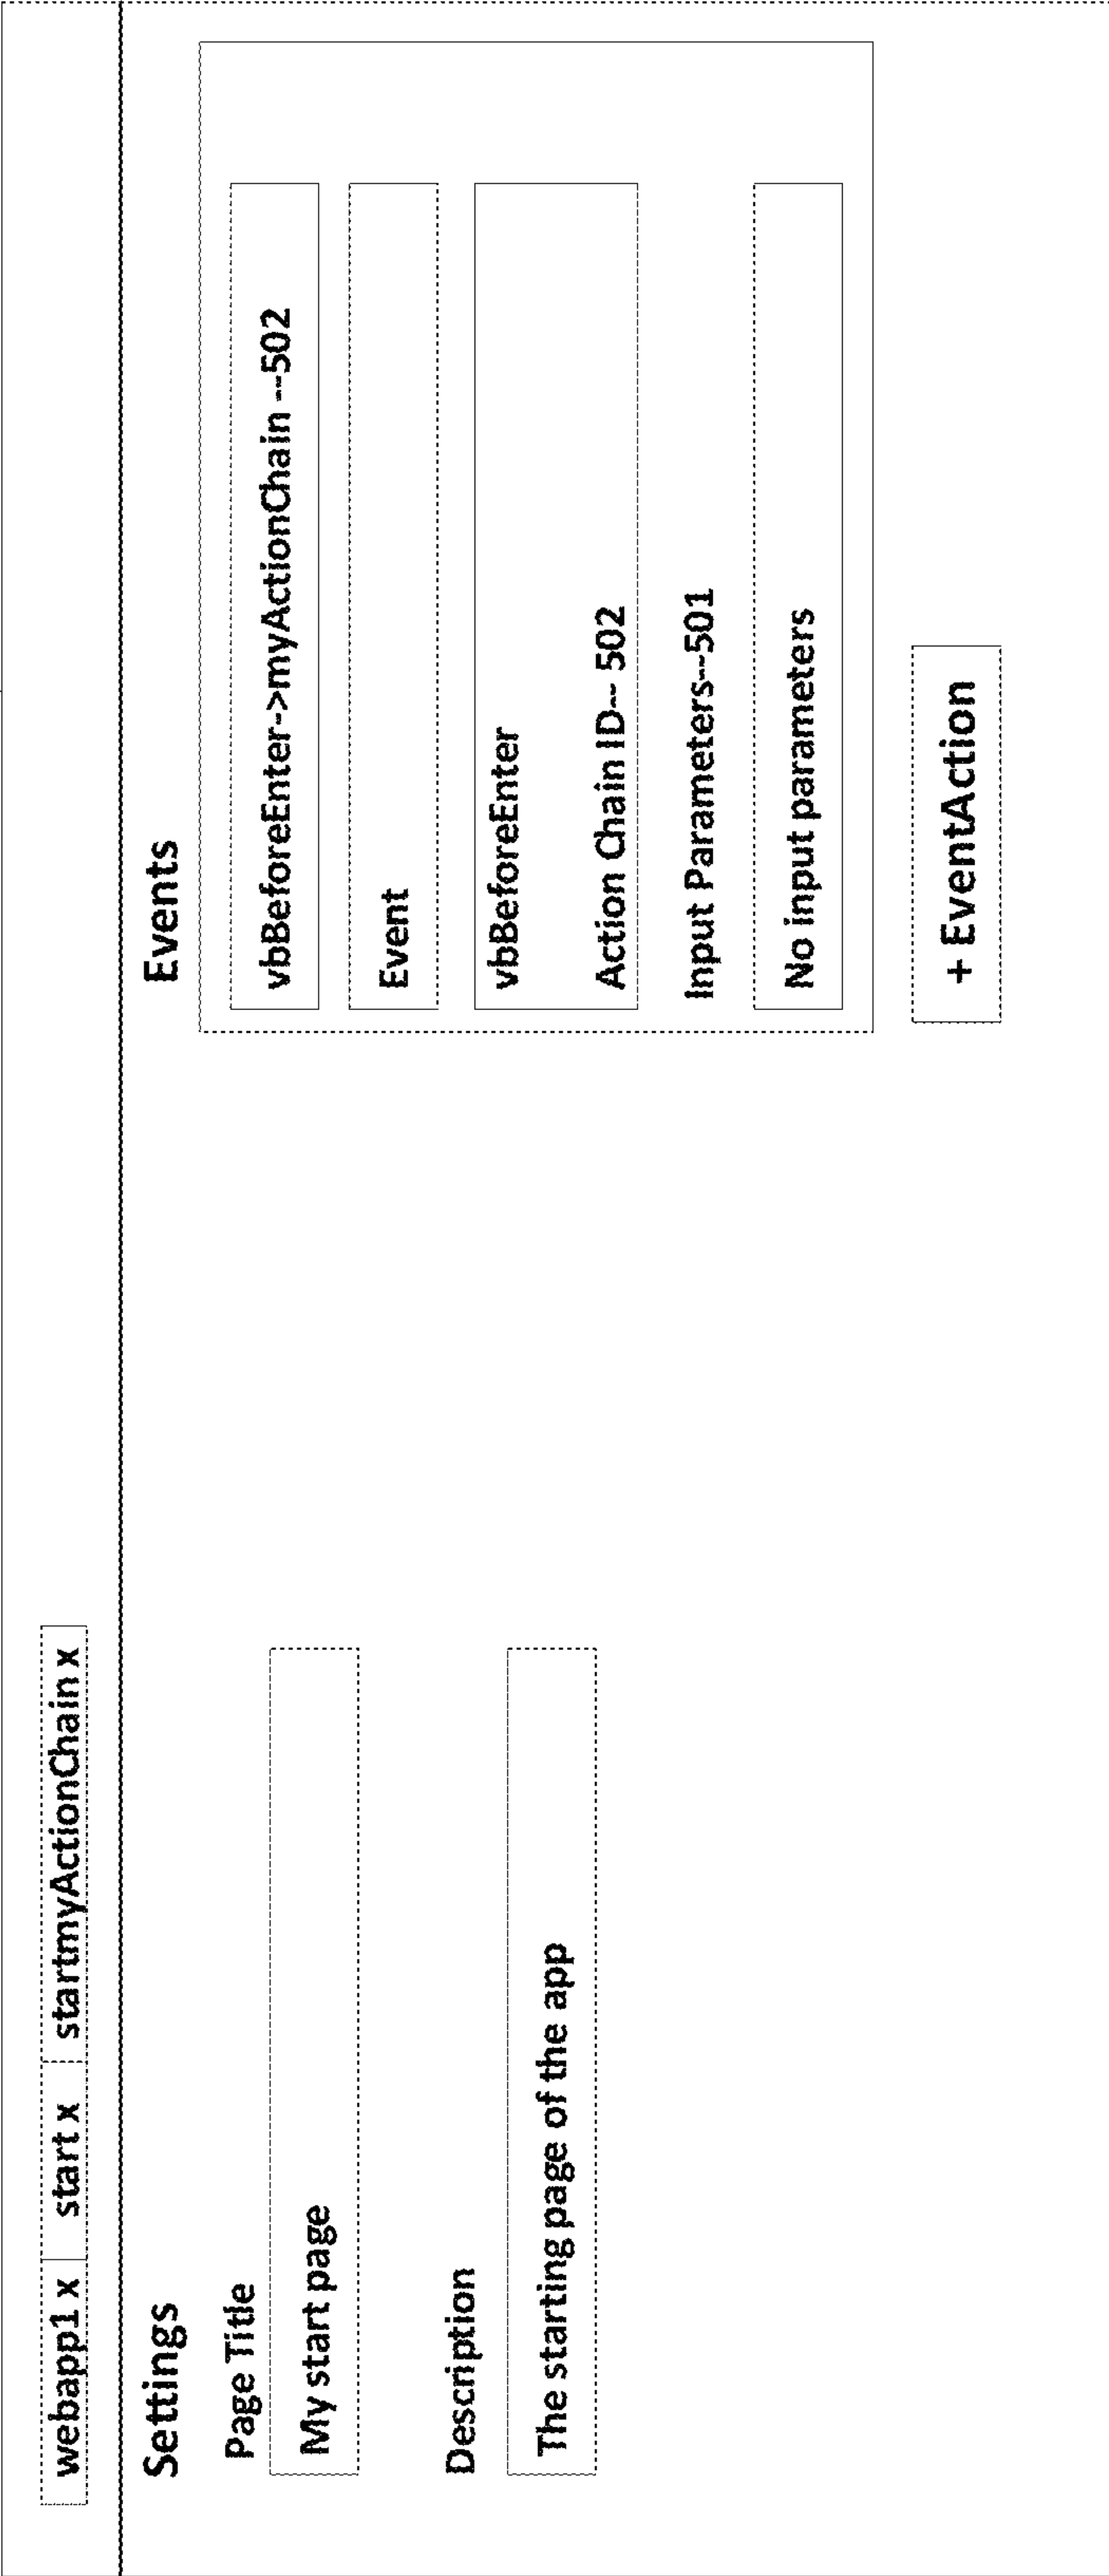 webapp1 x start x startmyActionChain x
Settings
Page Title
My start page
Description
The starting page of the app
Events
vbBeforeEnter->myActionChain --502
Event
vbBeforeEnter
Action Chain ID-- 502
Input Parameters--501
No input parameters
+ EventAction